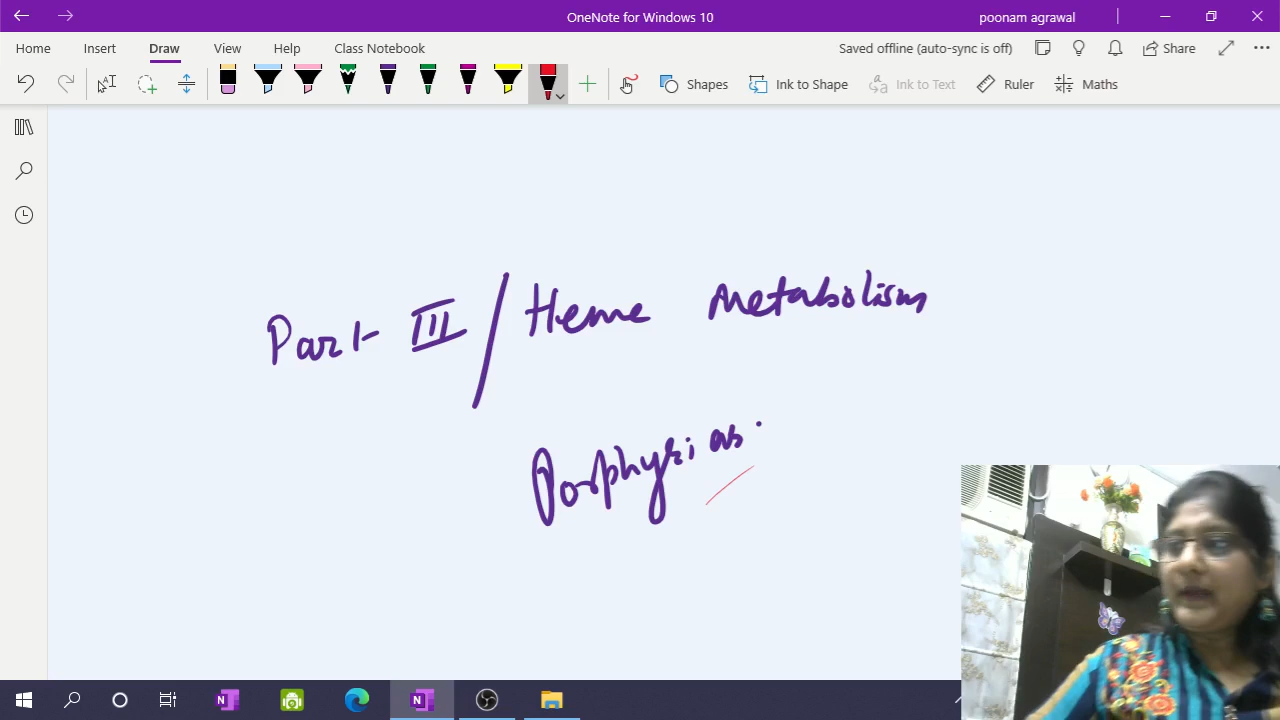 OneNote for Windows 10
poonam agrawal
Home Insert Draw View Help Class Notebook
Saved offline (auto-sync is off) Share
Shapes Ink to Shape Ink to Text Ruler Maths
Part III / Heme Metabolism
Porphyrias